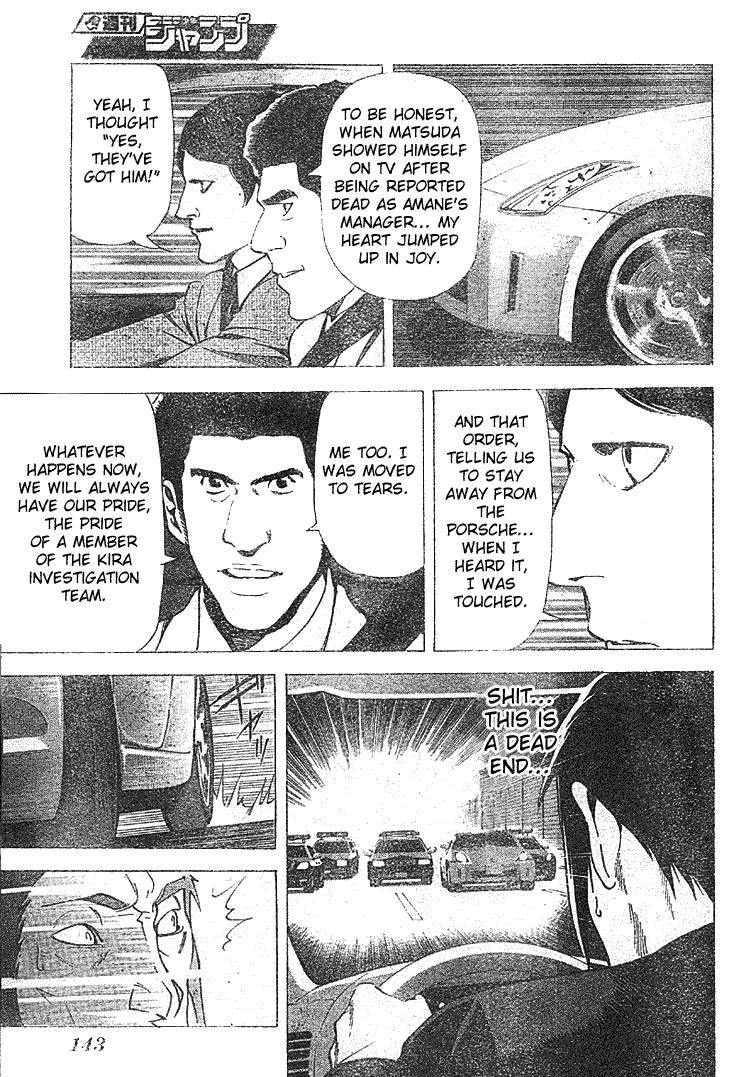 週刊
少年
ジャンプ
TO BE HONEST,
WHEN MATSUDA
SHOWED HIMSELF
ON TV AFTER
BEING REPORTED
DEAD AS AMANE'S
MANAGER... MY
HEART JUMPED
UP IN JOY.
YEAH, I
THOUGHT
"YES,
THEY'VE
GOT HIM!"
AND THAT
ORDER,
TELLING US
TO STAY
AWAY FROM
THE
PORSCHE...
WHEN I
HEARD IT,
I WAS
TOUCHED.
ME TOO. I
WAS MOVED
TO TEARS.
WHATEVER
HAPPENS NOW,
WE WILL ALWAYS
HAVE OUR PRIDE,
THE PRIDE
OF A MEMBER
OF THE KIRA
INVESTIGATION
TEAM.
SHIT...
THIS IS
A DEAD
END...
143